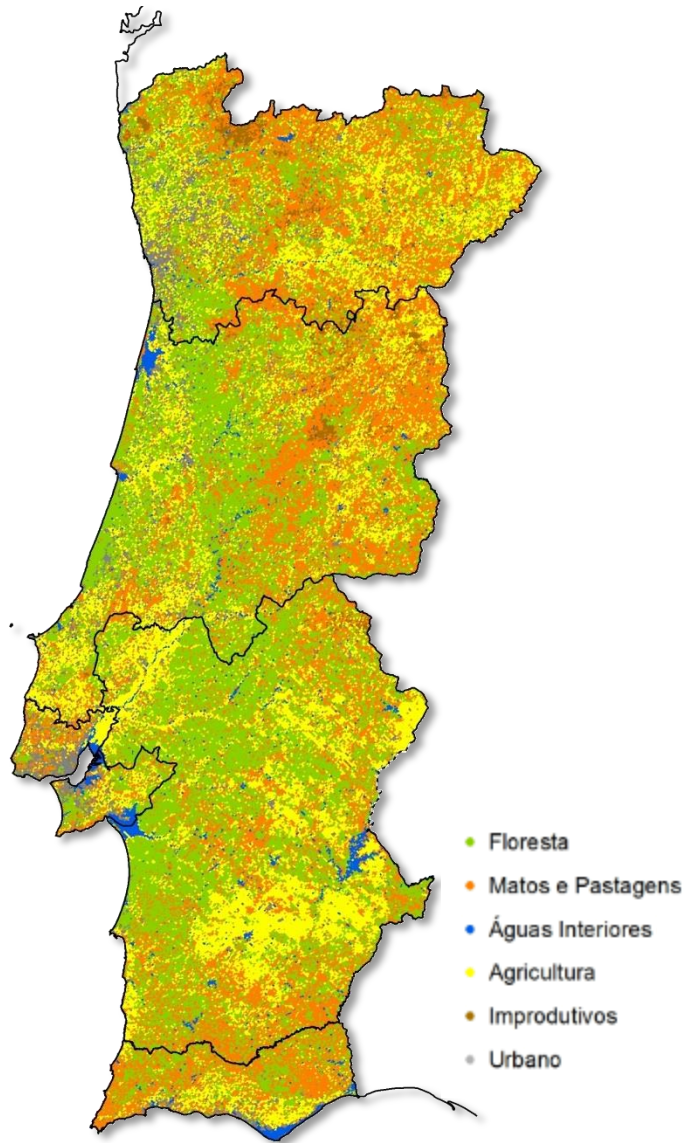 Floresta
Matos e Pastagens
Águas Interiores
Agricultura
Improdutivos
Urbano